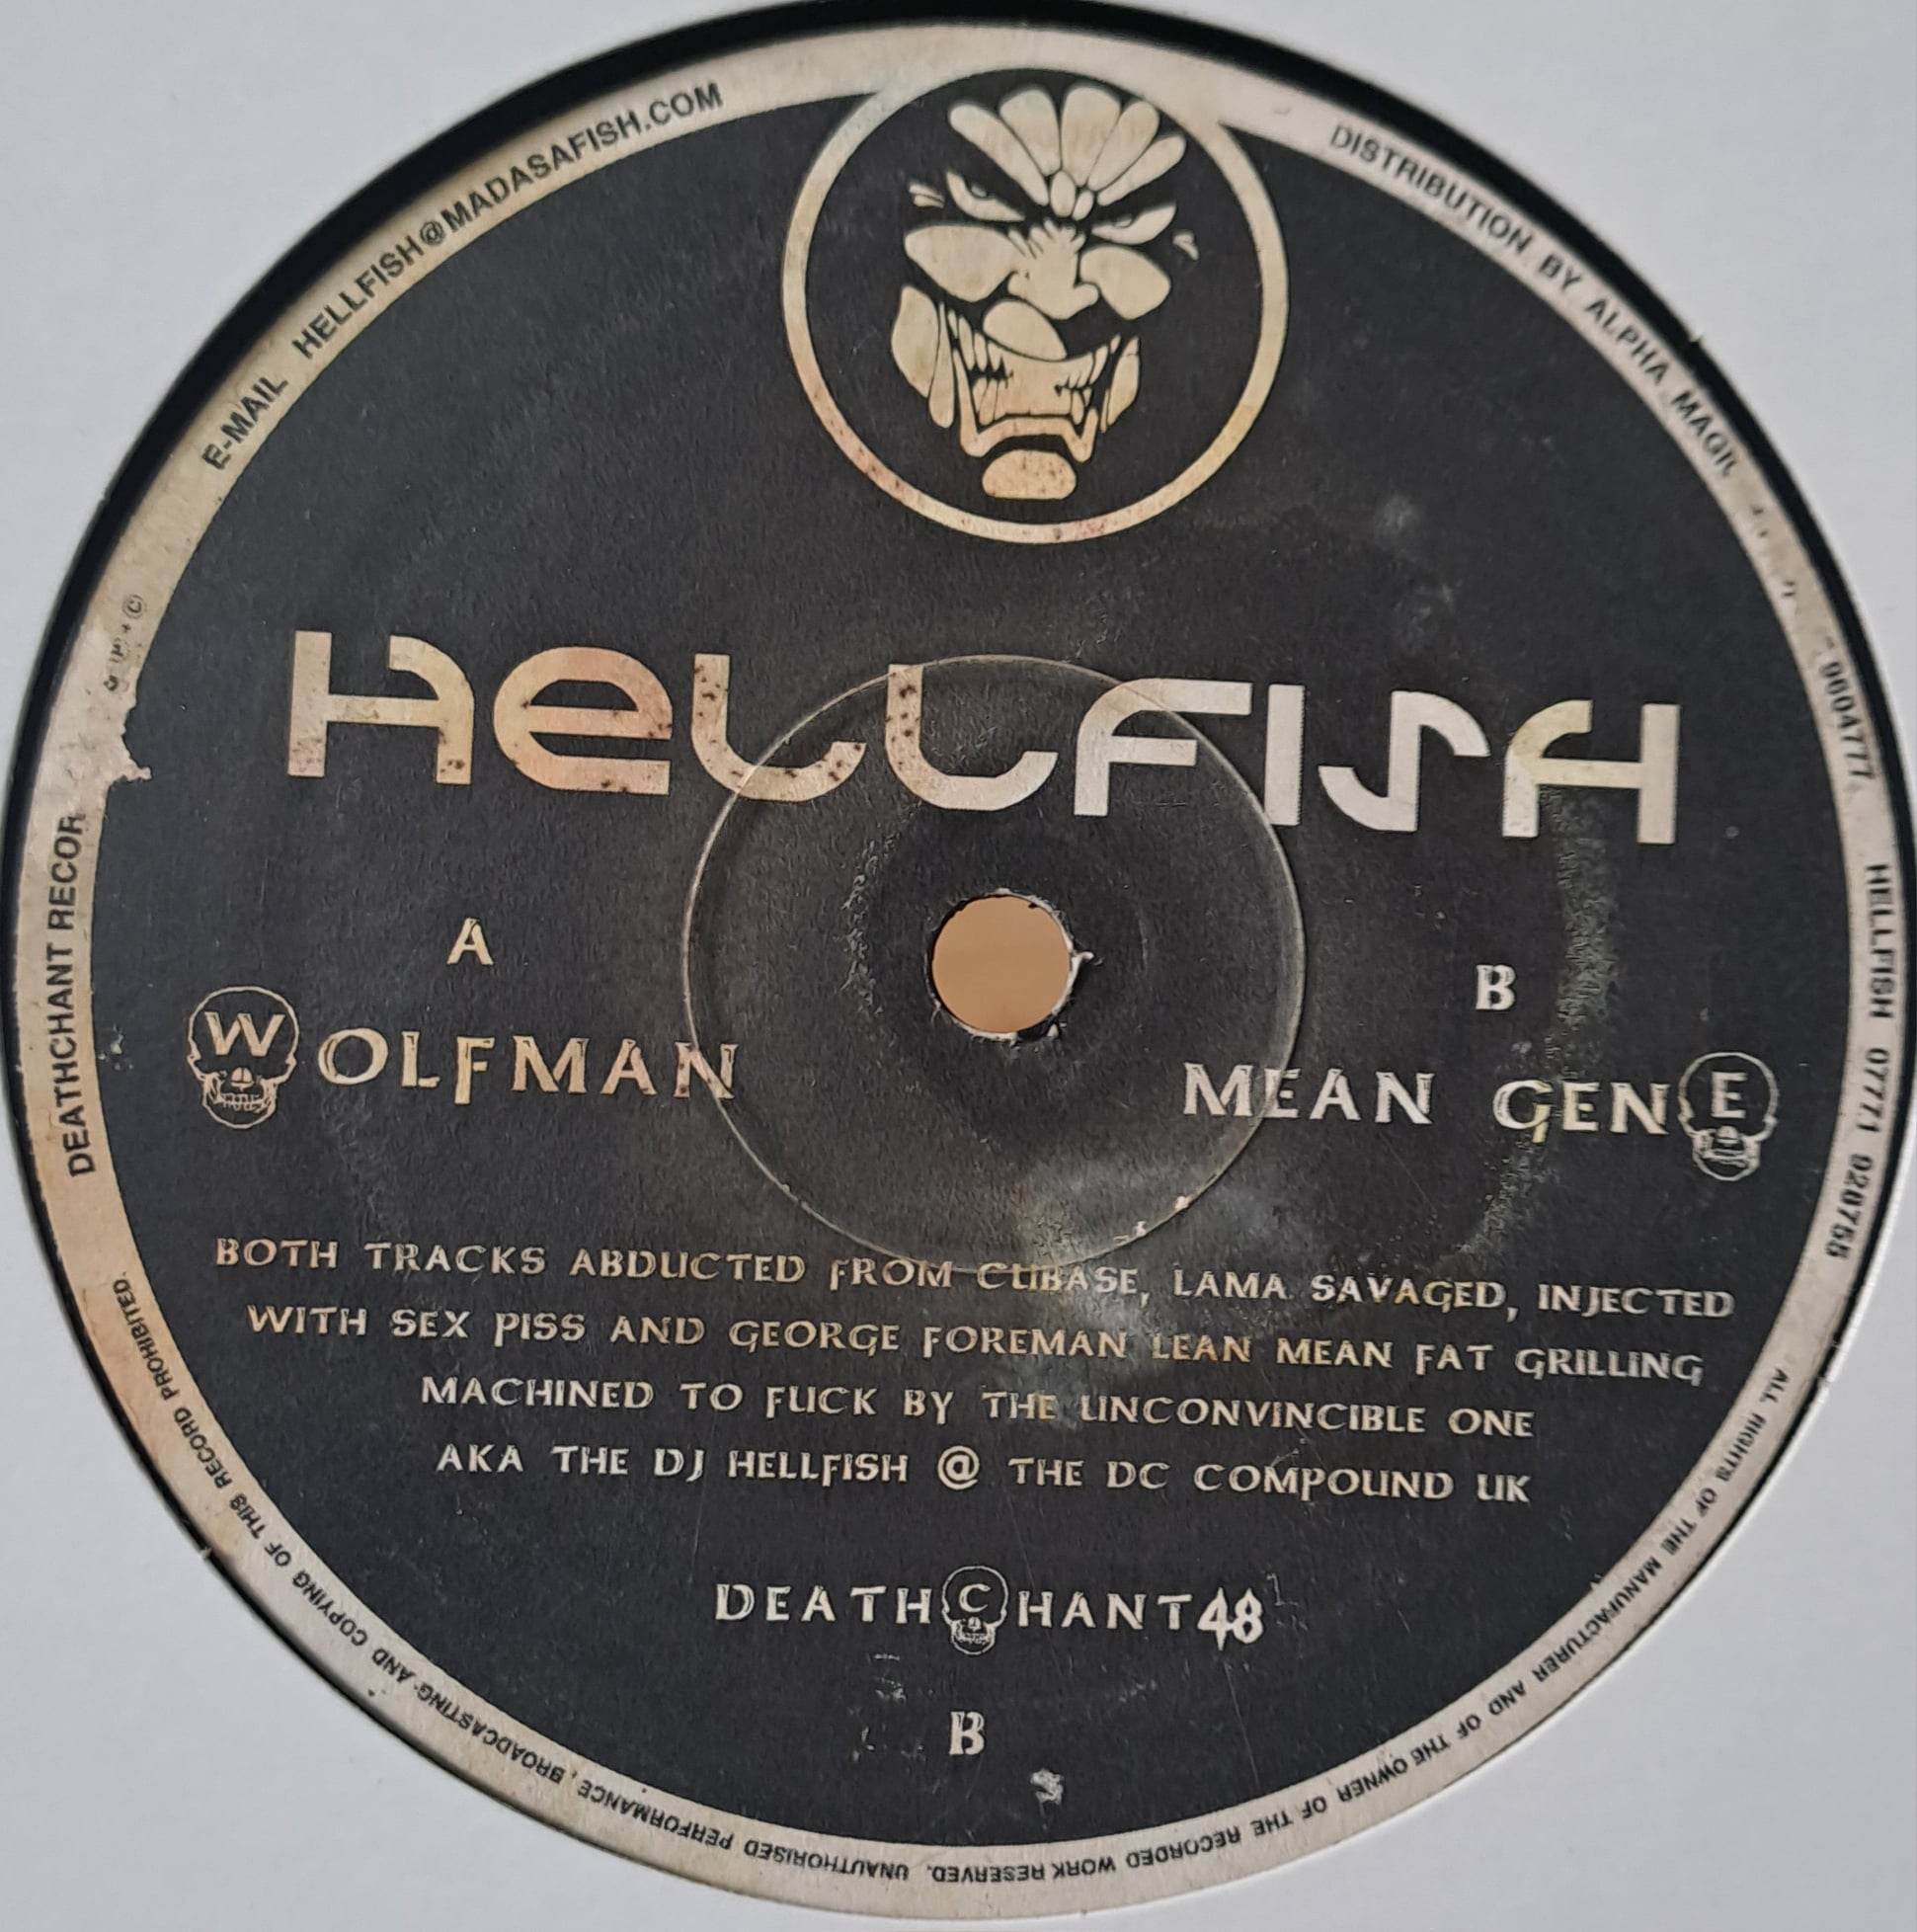 E-MAIL HELLFISH@MADASAFISH.COM
DISTRIBUTION BY ALPHA MAGIC
9604777
HELLFISH 07771 920755
HELLFISH
A
WOLFMAN
B
MEAN GENE
BOTH TRACKS ABDUCTED FROM CUBASE, LAMA SAVAGED, INJECTED
WITH SEX PISS AND GEORGE FOREMAN LEAN MEAN FAT GRILLING
MACHINED TO FUCK BY THE UNCONVINCIBLE ONE
AKA THE DJ HELLFISH @ THE DC COMPOUND UK
DEATHCHANT48
B
ALL RIGHTS OF THE MANUFACTURER AND OF THE OWNER OF THE RECORDED WORK RESERVED. UNAUTHORISED PERFORMANCE, BROADCASTING AND COPYING OF THIS RECORD PROHIBITED.
DEATHCHANT RECOR